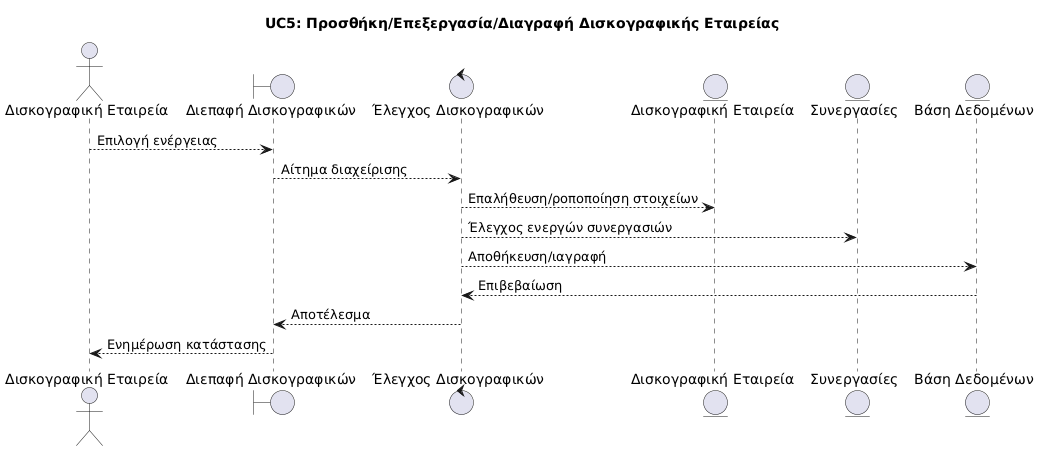 UC5: Προσθήκη/Επεξεργασία/Διαγραφή Δισκογραφικής Εταιρείας
Δισκογραφική Εταιρεία Διεπαφή Δισκογραφικών Έλεγχος Δισκογραφικών Δισκογραφική Εταιρεία Συνεργασίες Βάση Δεδομένων
Επιλογή ενέργειας
Αίτημα διαχείρισης
Επαλήθευση/ροποποίηση στοιχείων
Έλεγχος ενεργών συνεργασιών
Αποθήκευση/ιαγραφή
Επιβεβαίωση
Αποτέλεσμα
Ενημέρωση κατάστασης
Δισκογραφική Εταιρεία Διεπαφή Δισκογραφικών Έλεγχος Δισκογραφικών Δισκογραφική Εταιρεία Συνεργασίες Βάση Δεδομένων